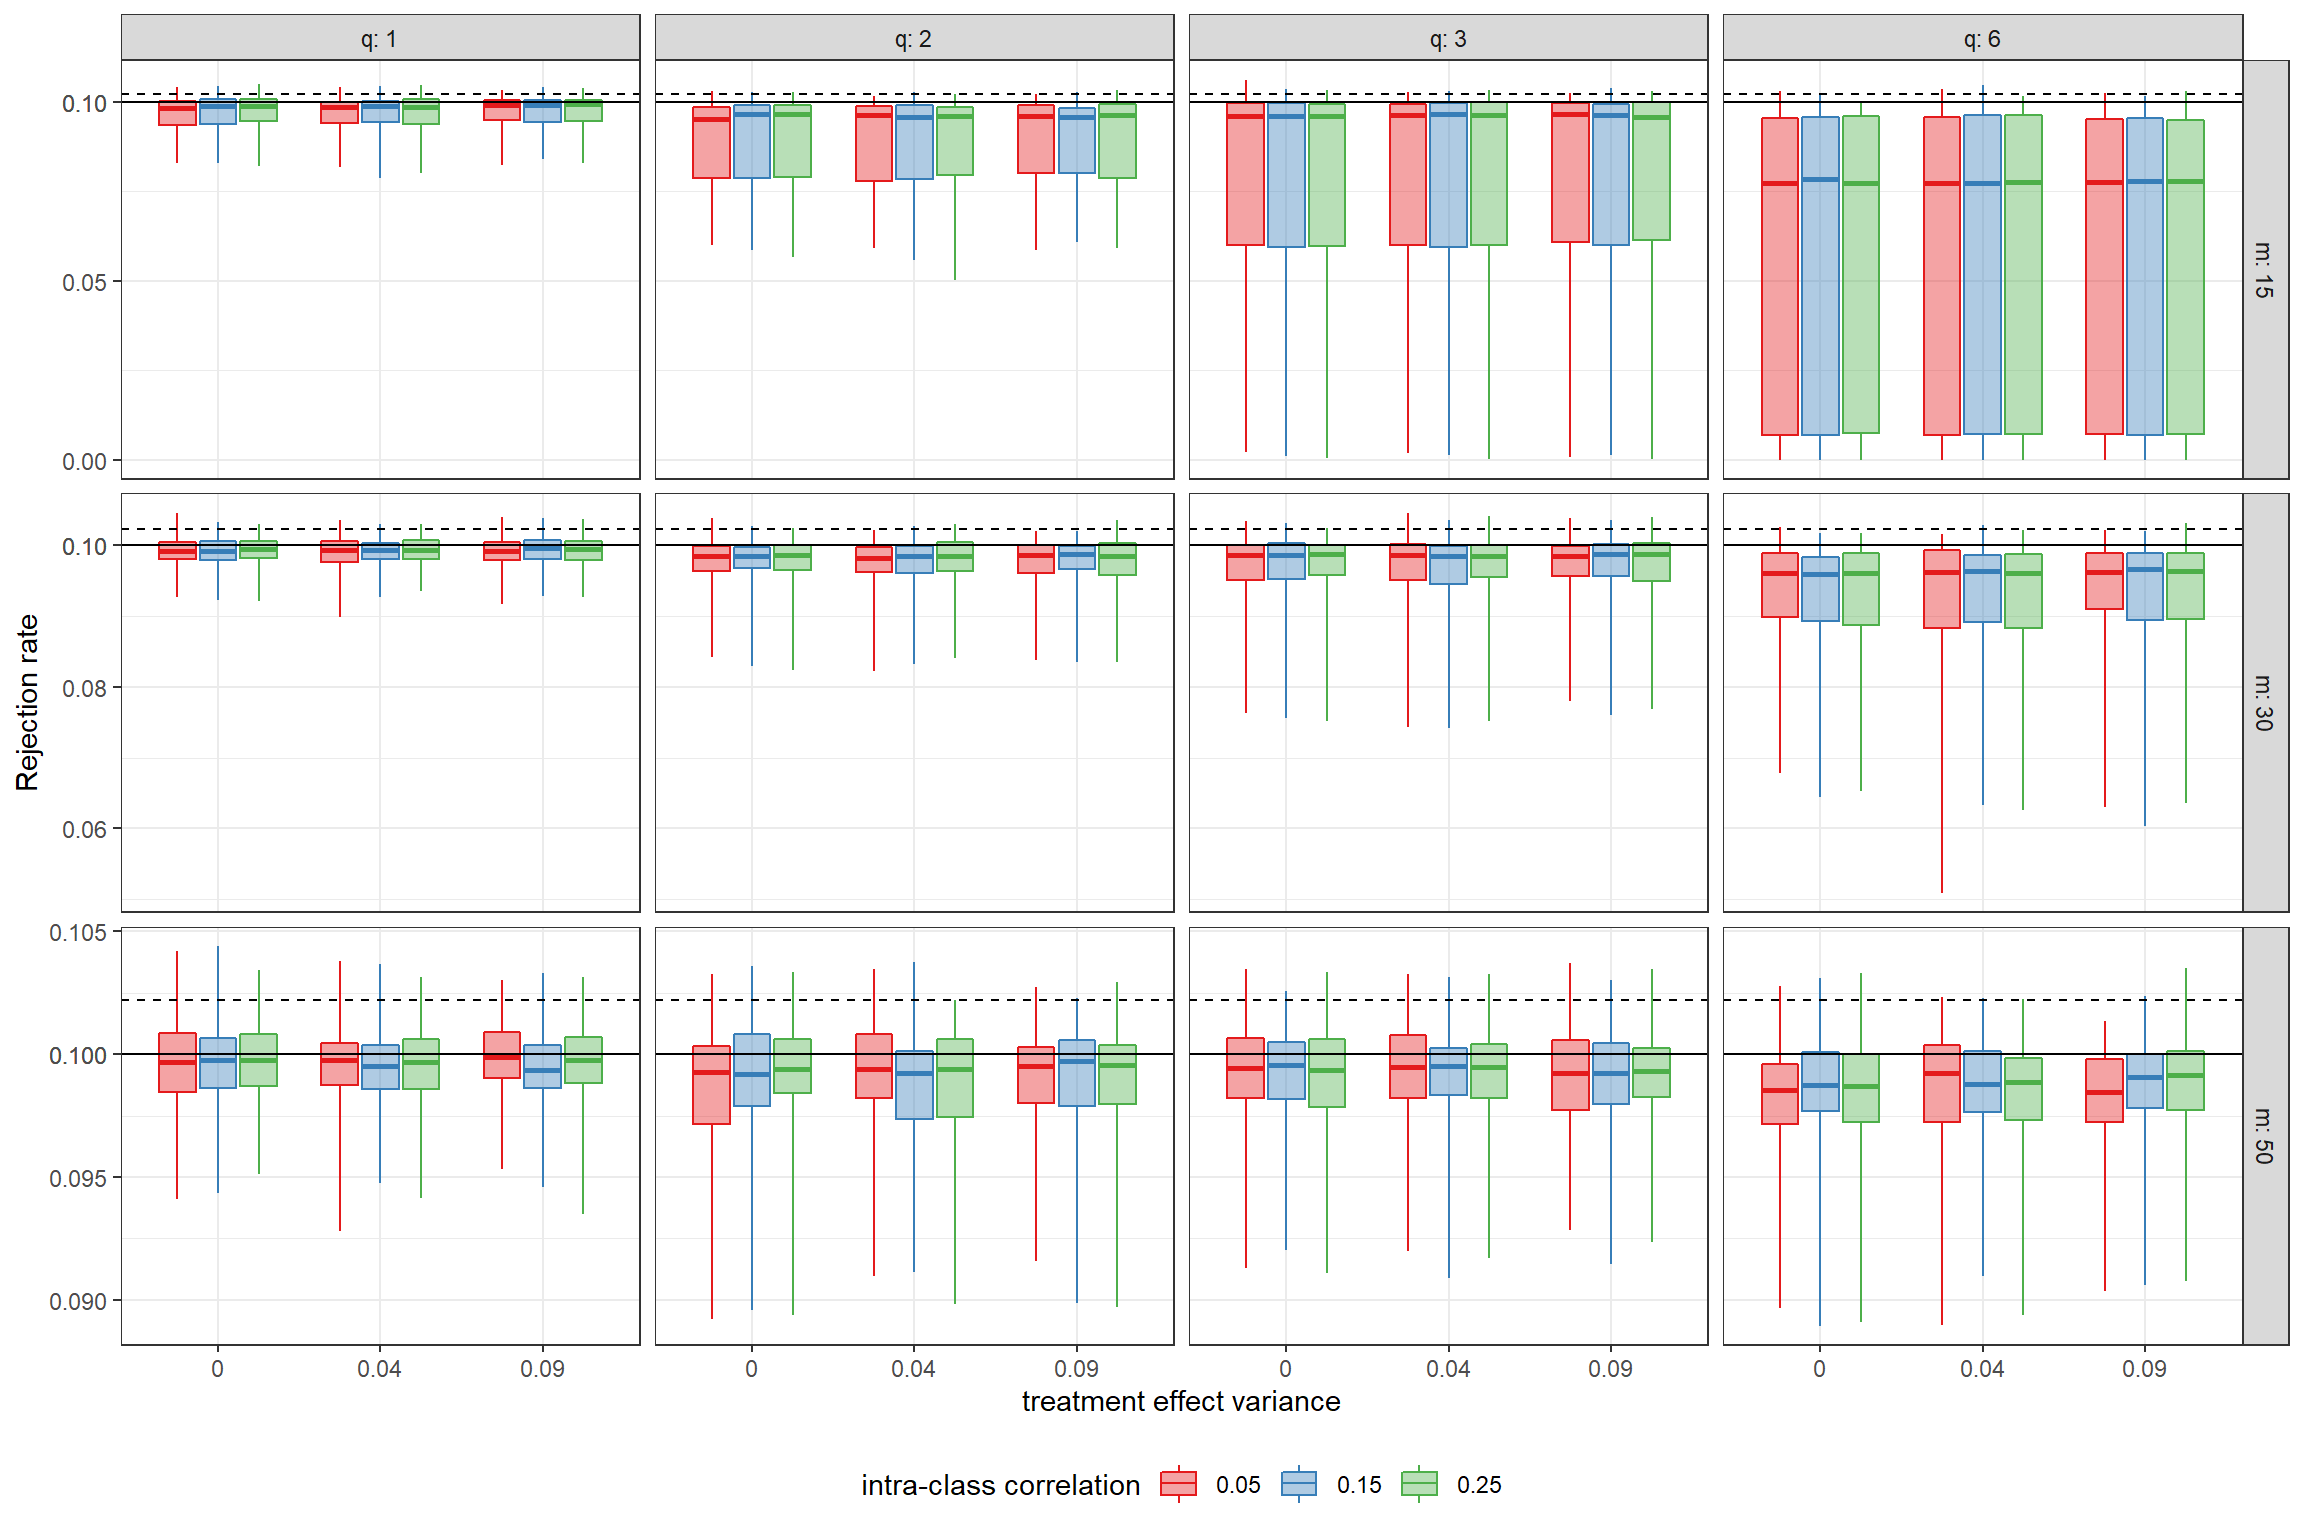 q: 1
q: 2
q: 3
q: 6
0.10
0.05
0.00
m: 15
0.10
0.08
0.06
m: 30
0.105
0.100
0.095
0.090
m: 50
Rejection rate
0 0.04 0.09
0 0.04 0.09
0 0.04 0.09
0 0.04 0.09
treatment effect variance
intra-class correlation 0.05 0.15 0.25